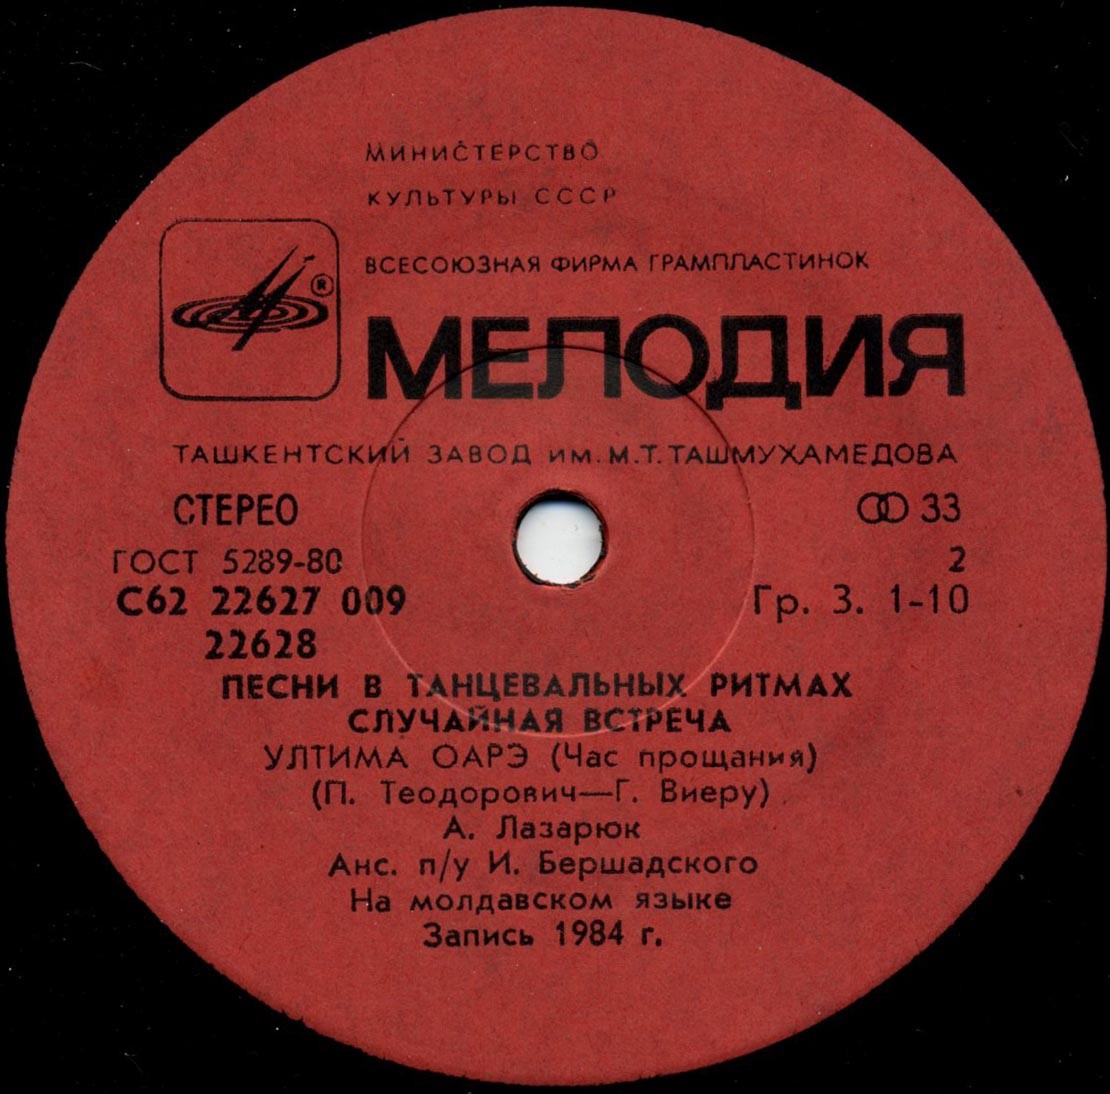 МИНИСТЕРСТВО
КУЛЬТУРЫ СССР
ВСЕСОЮЗНАЯ ФИРМА ГРАМПЛАСТИНОК
®
МЕЛОДИЯ
ТАШКЕНТСКИЙ ЗАВОД ИМ. М.Т. ТАШМУХАМЕДОВА
СТЕРЕО 33
ГОСТ 5289-80 2
С62 22627 009 Гр. 3. 1-10
22628
ПЕСНИ В ТАНЦЕВАЛЬНЫХ РИТМАХ
СЛУЧАЙНАЯ ВСТРЕЧА
УЛТИМА ОАРЭ (Час прощания)
(П. Теодорович—Г. Виеру)
А. Лазарюк
Анс. п/у И. Бершадского
На молдавском языке
Запись 1984 г.